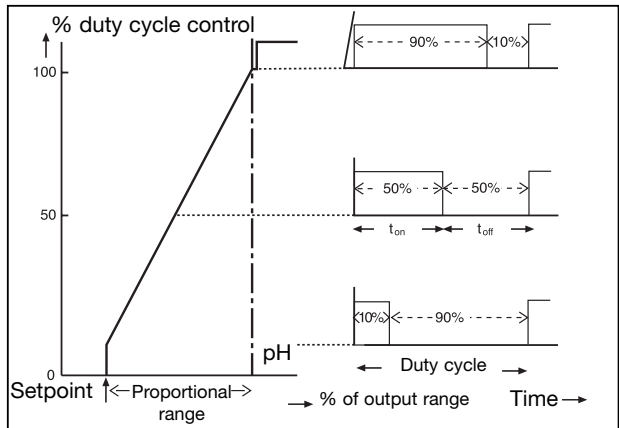 % duty cycle control
100
50
0
Setpoint
Proportional
range
pH
% of output range
90%
10%
50%
50%
ton
toff
10%
90%
Duty cycle
Time